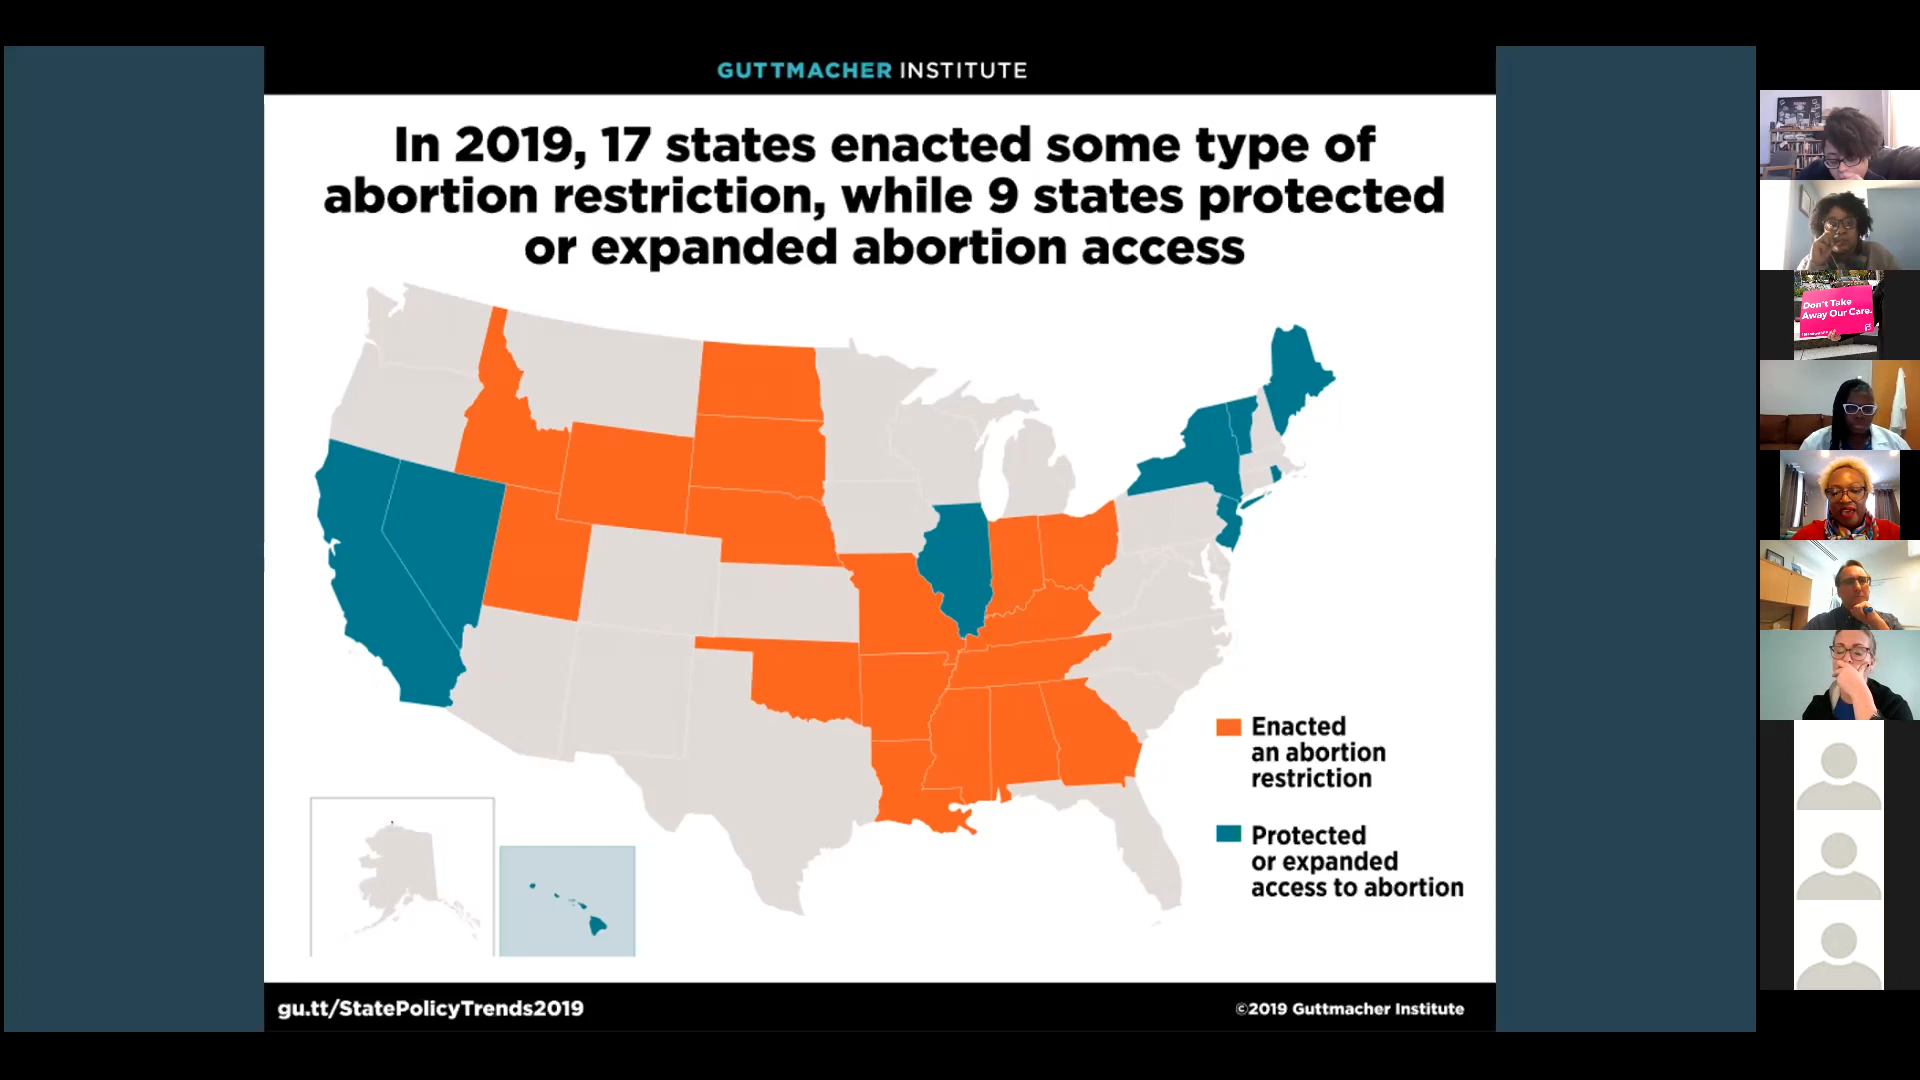 GUTTMACHER INSTITUTE
In 2019, 17 states enacted some type of
abortion restriction, while 9 states protected
or expanded abortion access
Enacted
an abortion
restriction
Protected
or expanded
access to abortion
gu.tt/StatePolicyTrends2019
©2019 Guttmacher Institute
Don't Take
Away Our Care.